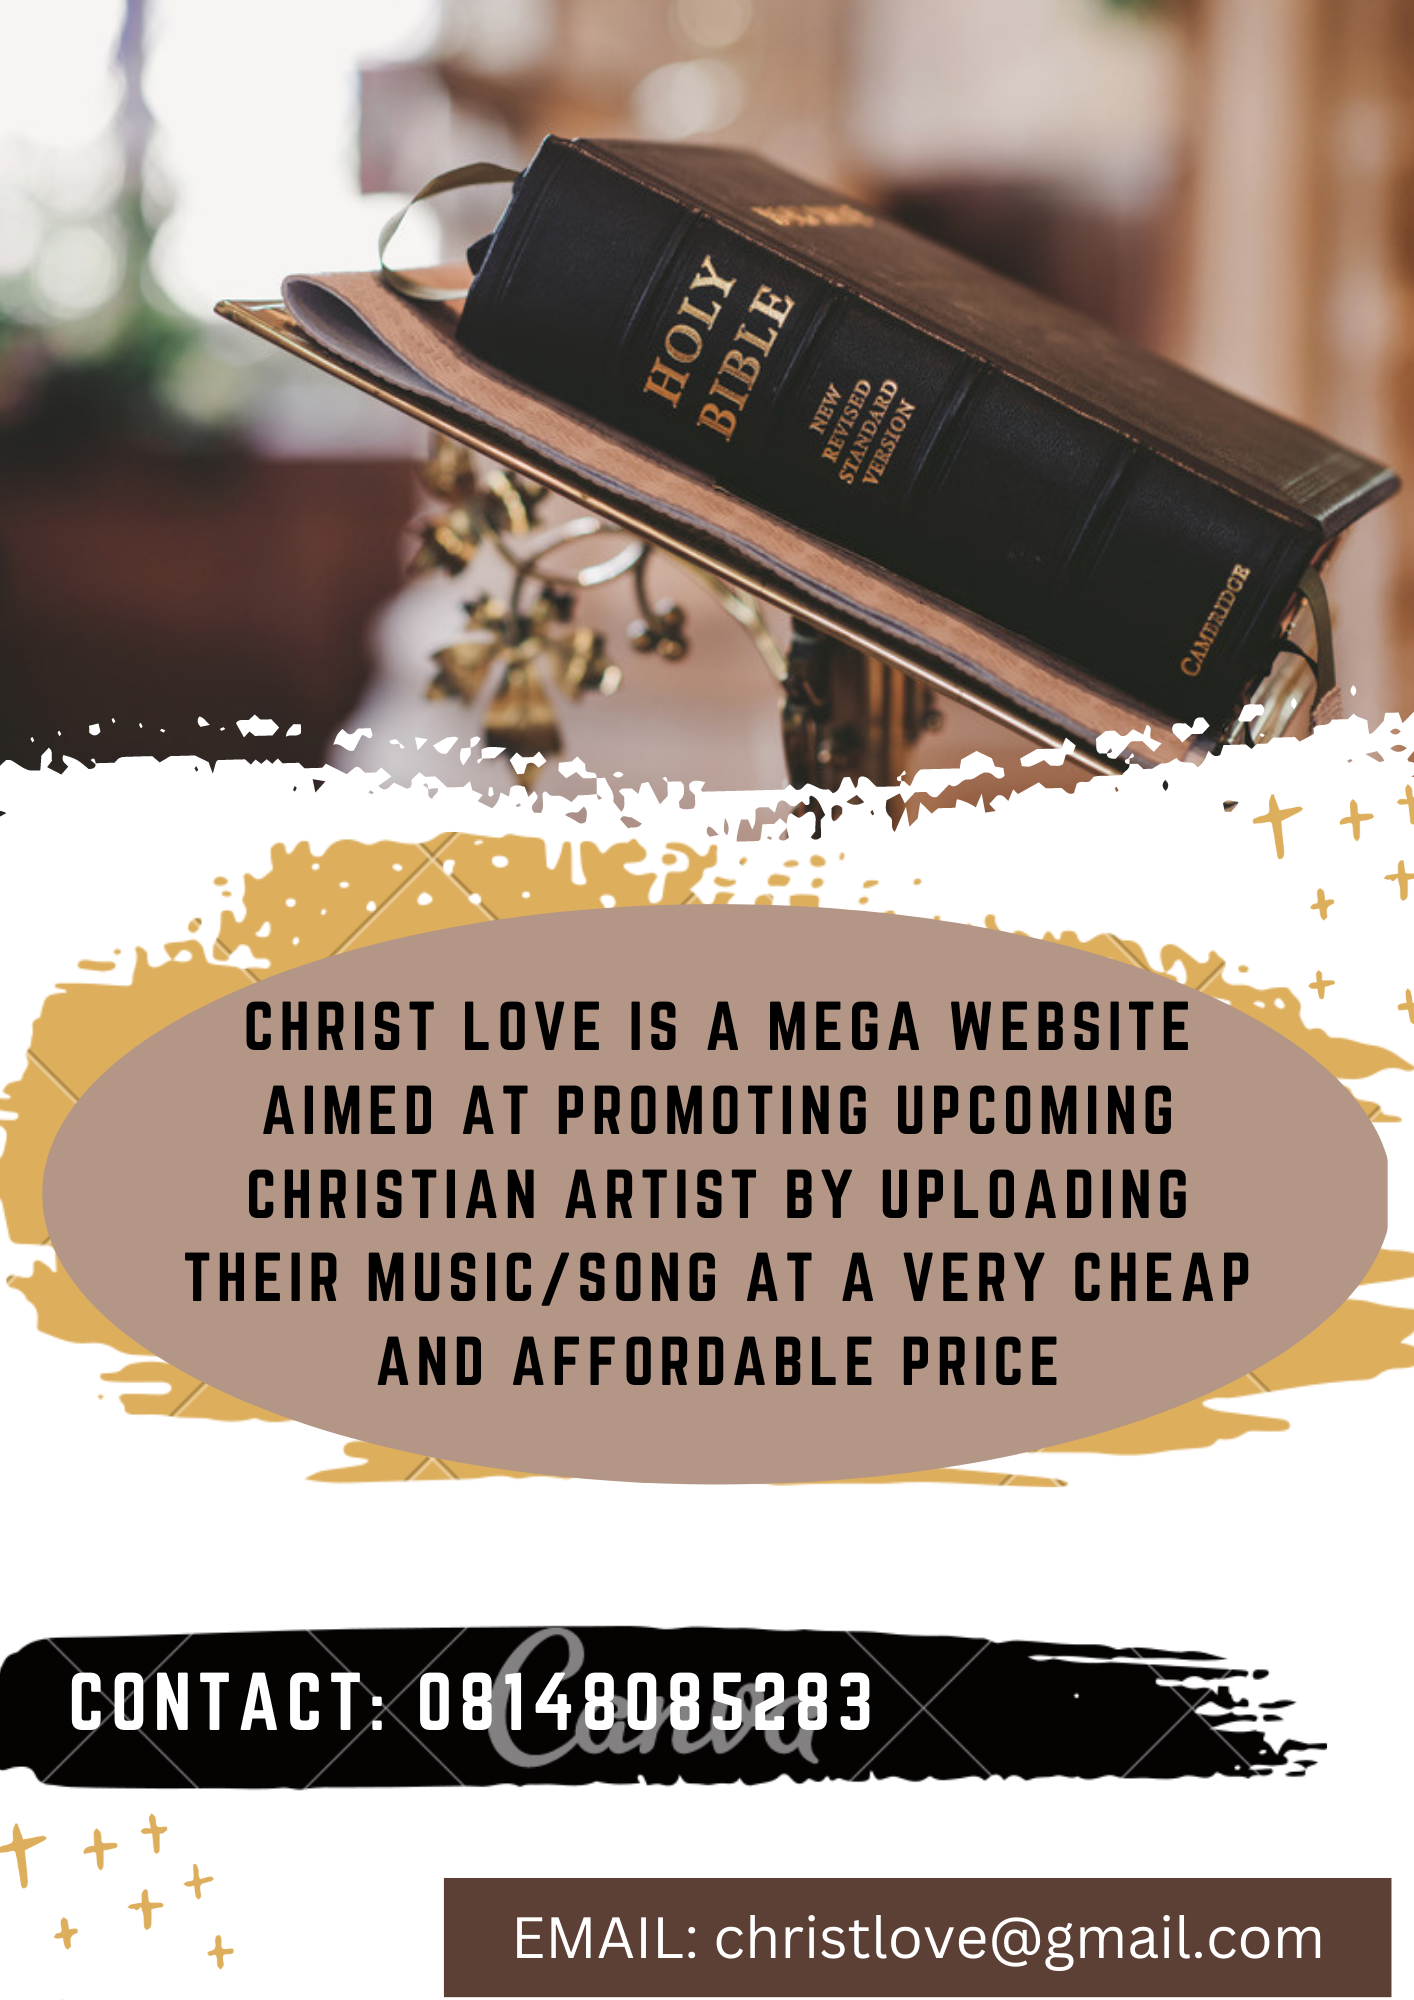 HOLY
BIBLE
NEW
REVISED
STANDARD
VERSION
CAMBRIDGE
CHRIST LOVE IS A MEGA WEBSITE
AIMED AT PROMOTING UPCOMING
CHRISTIAN ARTIST BY UPLOADING
THEIR MUSIC/SONG AT A VERY CHEAP
AND AFFORDABLE PRICE
CONTACT: 08148085283
Canva
EMAIL: christlove@gmail.com